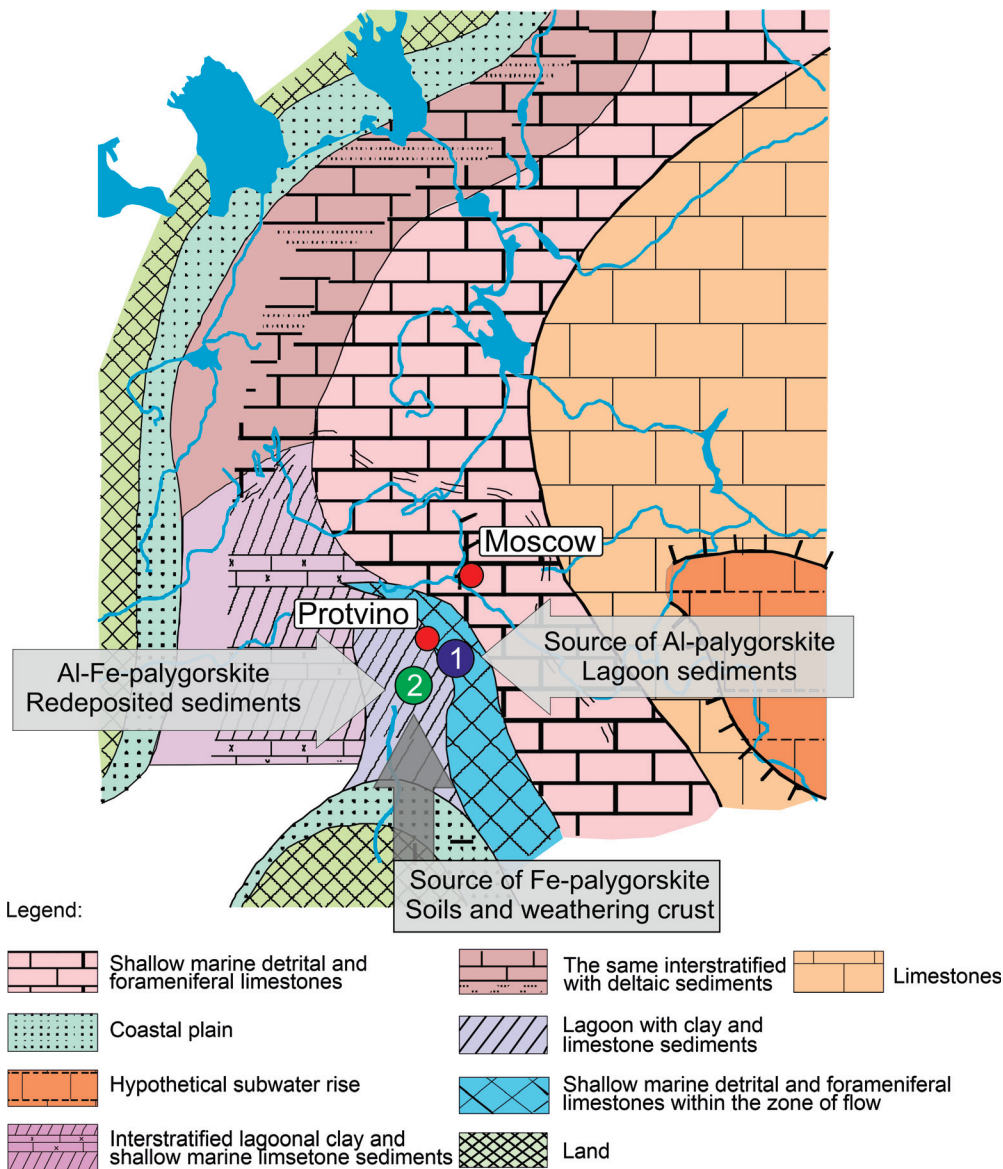 Moscow
Protvino
1
2
Source of Al-palygorskite
Lagoon sediments
Al-Fe-palygorskite
Redeposited sediments
Source of Fe-palygorskite
Soils and weathering crust
Legend:
Shallow marine detrital and
forameniferal limestones
The same interstratified
with deltaic sediments
Limestones
Coastal plain
Lagoon with clay and
limestone sediments
Hypothetical subwater rise
Shallow marine detrital and forameniferal
limestones within the zone of flow
Interstratified lagoonal clay and
shallow marine limsetone sediments
Land